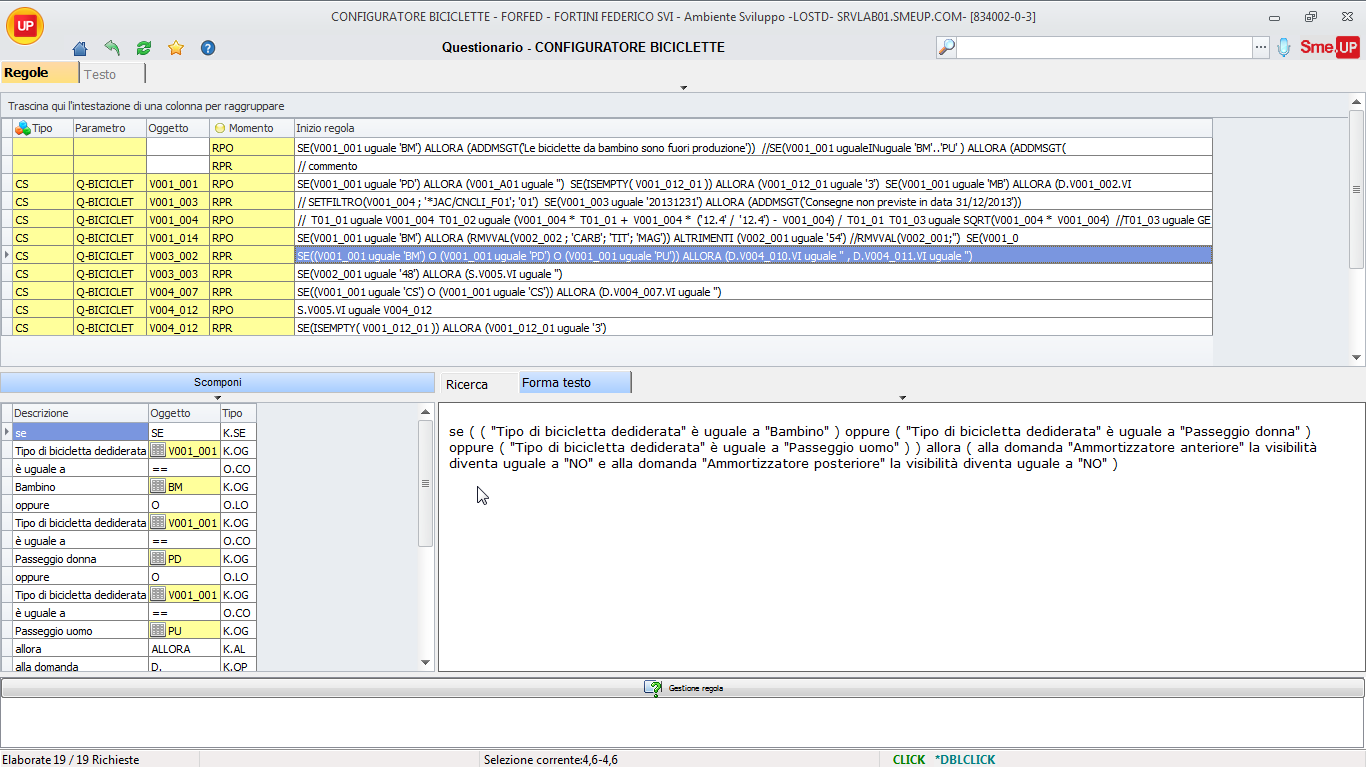 UP
CONFIGURATORE BICICLETTE - FORFED - FORTINI FEDERICO SVI - Ambiente Sviluppo -LOSTD- SRVLAB01.SMEUP.COM- [834002-0-3]
Questionario - CONFIGURATORE BICICLETTE
Sme.UP
Regole Testo
Trascina qui l'intestazione di una colonna per raggruppare
Tipo Parametro Oggetto Momento Inizio regola
RPO SE(V001_001 uguale 'BM') ALLORA (ADDMSGT('Le biciclette da bambino sono fuori produzione')) //SE(V001_001 ugualeINuguale 'BM'..'PU' ) ALLORA (ADDMSGT(
RPR // commento
CS Q-BICICLET V001_001 RPO SE(V001_001 uguale 'PD') ALLORA (V001_A01 uguale '') SE(ISEMPTY( V001_012_01 )) ALLORA (V001_012_01 uguale '3') SE(V001_001 uguale 'MB') ALLORA (D.V001_002.VI
CS Q-BICICLET V001_003 RPR // SETFILTRO(V001_004 ; '*JAC/CNCLI_F01'; '01') SE(V001_003 uguale '20131231') ALLORA (ADDMSGT('Consegne non previste in data 31/12/2013'))
CS Q-BICICLET V001_004 RPO // T01_01 uguale V001_004 T01_02 uguale (V001_004 * T01_01 + V001_004 * ('12.4' / '12.4') - V001_004) / T01_01 T01_03 uguale SQRT(V001_004 * V001_004) //T01_03 uguale GE
CS Q-BICICLET V001_014 RPO SE(V001_001 uguale 'BM') ALLORA (RMVVAL(V002_002 ; 'CARB'; 'TIT'; 'MAG')) ALTRIMENTI (V002_001 uguale '54') //RMVVAL(V002_001;'') SE(V001_0
CS Q-BICICLET V003_002 RPR SE((V001_001 uguale 'BM') O (V001_001 uguale 'PD') O (V001_001 uguale 'PU')) ALLORA (D.V004_010.VI uguale '' , D.V004_011.VI uguale '')
CS Q-BICICLET V003_003 RPR SE(V002_001 uguale '48') ALLORA (S.V005.VI uguale '')
CS Q-BICICLET V004_007 RPR SE((V001_001 uguale 'CS') O (V001_001 uguale 'CS')) ALLORA (D.V004_007.VI uguale '')
CS Q-BICICLET V004_012 RPO S.V005.VI uguale V004_012
CS Q-BICICLET V004_012 RPR SE(ISEMPTY( V001_012_01 )) ALLORA (V001_012_01 uguale '3')
Scomponi
Ricerca Forma testo
Descrizione Oggetto Tipo
se SE K.SE
Tipo di bicicletta dediderata V001_001 K.OG
è uguale a == O.CO
Bambino BM K.OG
oppure O O.LO
Tipo di bicicletta dediderata V001_001 K.OG
è uguale a == O.CO
Passeggio donna PD K.OG
oppure O O.LO
Tipo di bicicletta dediderata V001_001 K.OG
è uguale a == O.CO
Passeggio uomo PU K.OG
allora ALLORA K.AL
alla domanda D. K.OP
se ( ( "Tipo di bicicletta dediderata" è uguale a "Bambino" ) oppure ( "Tipo di bicicletta dediderata" è uguale a "Passeggio donna" )
oppure ( "Tipo di bicicletta dediderata" è uguale a "Passeggio uomo" ) ) allora ( alla domanda "Ammortizzatore anteriore" la visibilità
diventa uguale a "NO" e alla domanda "Ammortizzatore posteriore" la visibilità diventa uguale a "NO" )
Gestione regola
Elaborate 19 / 19 Richieste Selezione corrente:4,6-4,6 CLICK *DBLCLICK